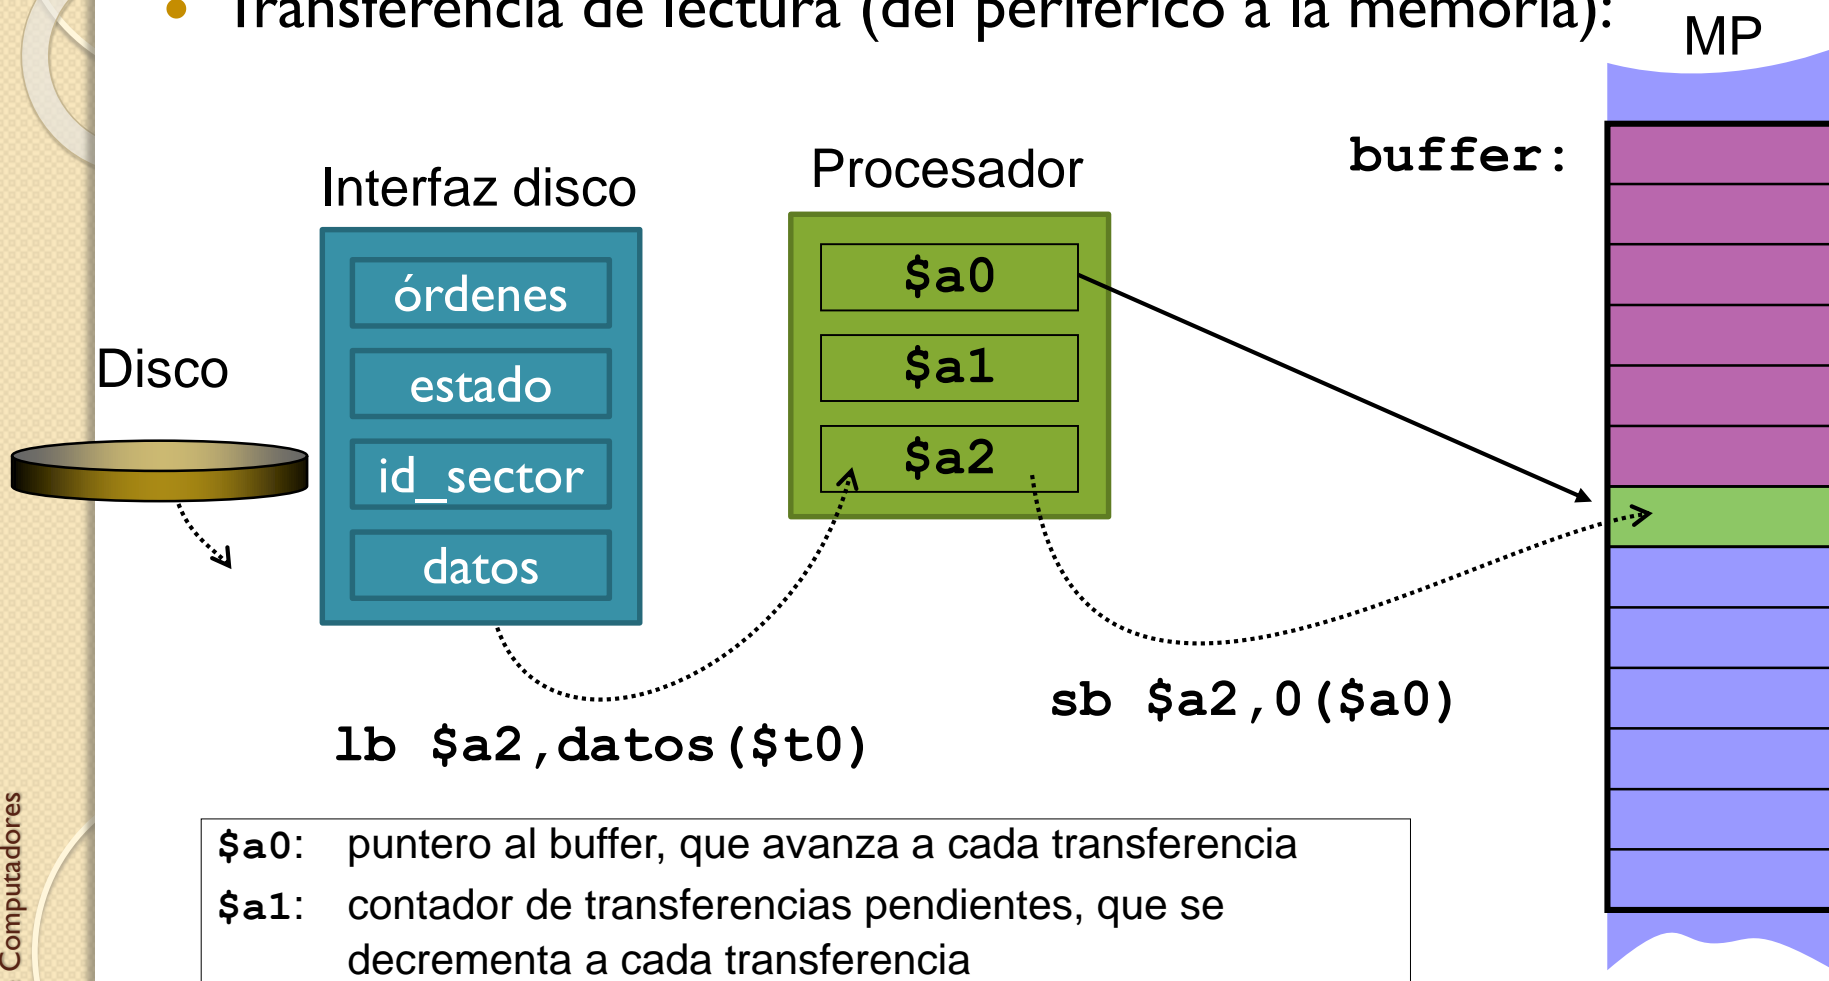 • Transferencia de lectura (del periférico a la memoria):
MP
buffer:
Interfaz disco
Procesador
órdenes
estado
id_sector
datos
Disco
$a0
$a1
$a2
lb $a2,datos($t0)
sb $a2,0($a0)
$a0: puntero al buffer, que avanza a cada transferencia
$a1: contador de transferencias pendientes, que se
decrementa a cada transferencia
Computadores